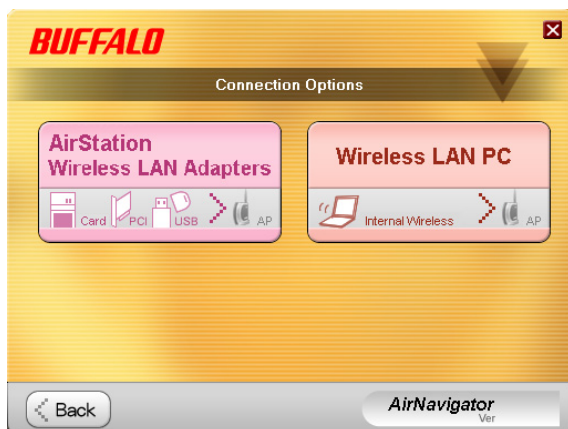 BUFFALO
Connection Options
AirStation
Wireless LAN Adapters
Card PCI USB AP
Wireless LAN PC
Internal Wireless AP
Back
AirNavigator
Ver